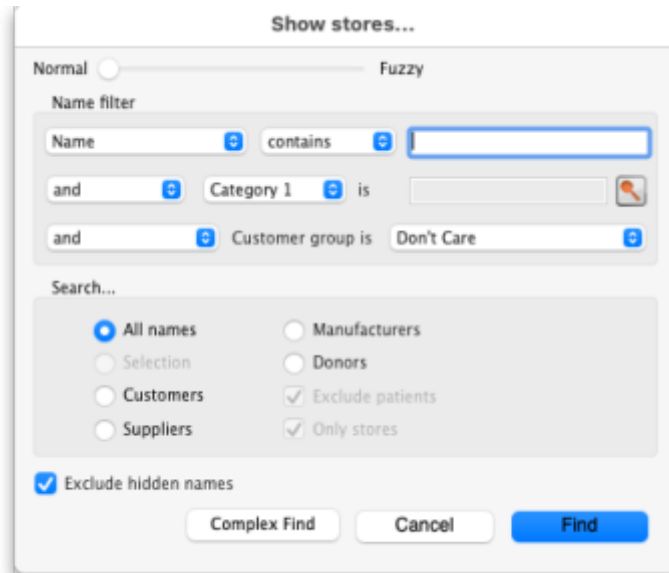 Show stores...
Normal Fuzzy
Name filter
Name contains
and Category 1 is
and Customer group is Don't Care
Search...
All names Manufacturers
Selection Donors
Customers Exclude patients
Suppliers Only stores
Exclude hidden names
Complex Find Cancel Find